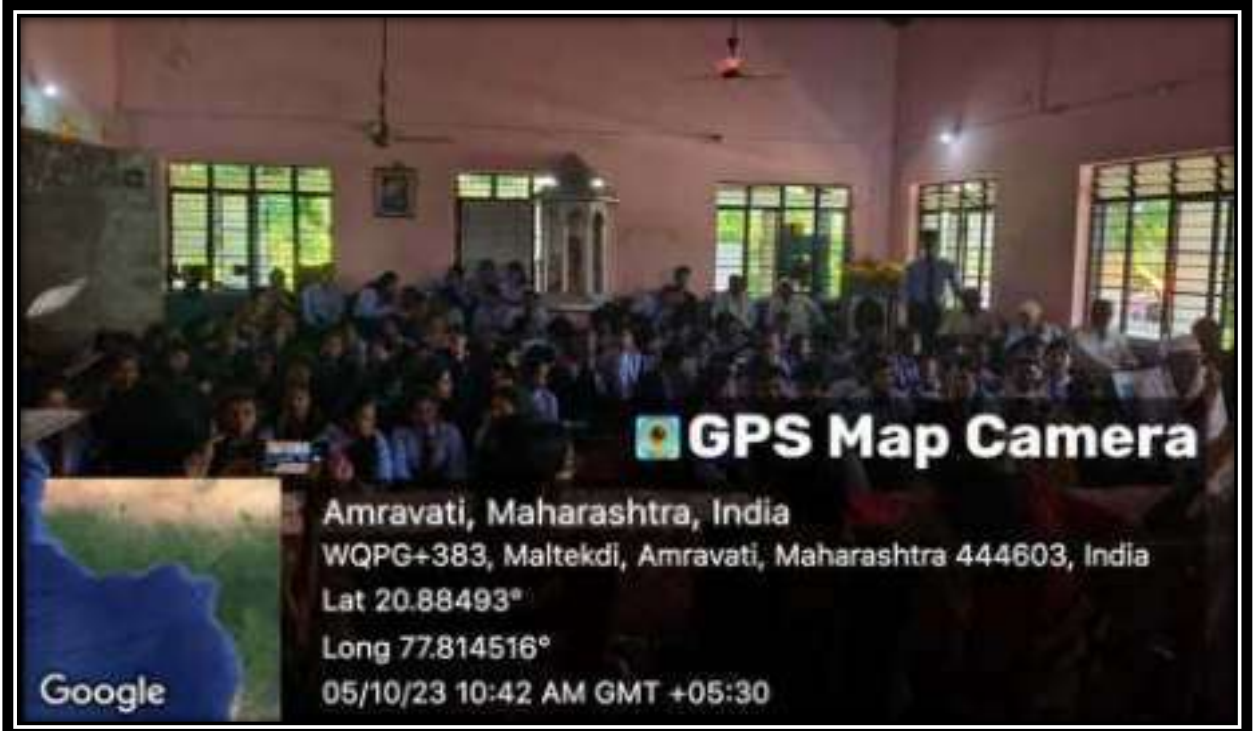 GPS Map Camera
Amravati, Maharashtra, India
WQPG+383, Maltekdi, Amravati, Maharashtra 444603, India
Lat 20.88493°
Long 77.814516°
05/10/23 10:42 AM GMT +05:30
Google